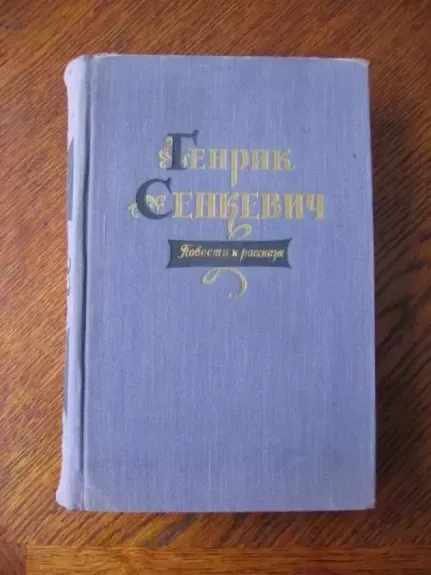 Генрик
Сенкевич
Повести и рассказы